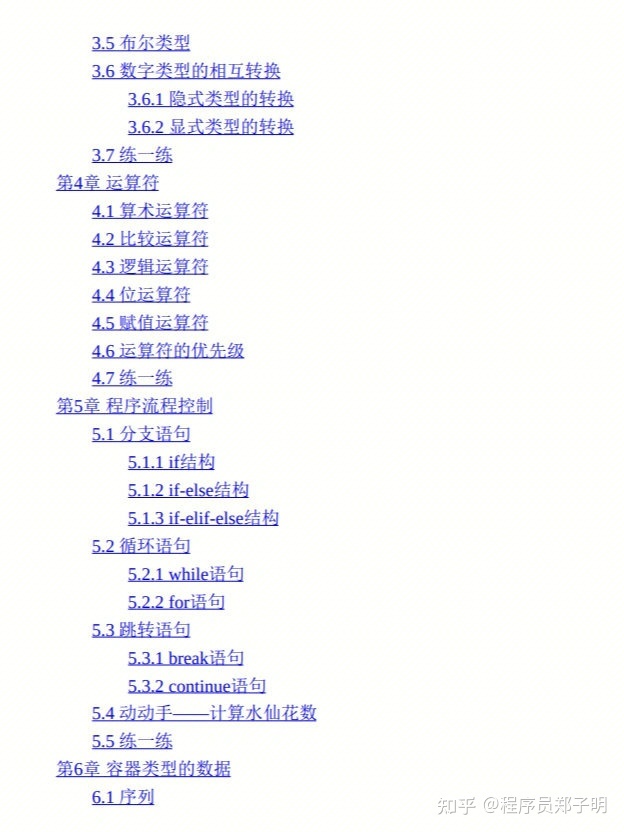 3.5 布尔类型
3.6 数字类型的相互转换
3.6.1 隐式类型的转换
3.6.2 显式类型的转换
3.7 练一练
第4章 运算符
4.1 算术运算符
4.2 比较运算符
4.3 逻辑运算符
4.4 位运算符
4.5 赋值运算符
4.6 运算符的优先级
4.7 练一练
第5章 程序流程控制
5.1 分支语句
5.1.1 if结构
5.1.2 if-else结构
5.1.3 if-elif-else结构
5.2 循环语句
5.2.1 while语句
5.2.2 for语句
5.3 跳转语句
5.3.1 break语句
5.3.2 continue语句
5.4 动动手——计算水仙花数
5.5 练一练
第6章 容器类型的数据
6.1 序列
知乎 @程序员郑子明